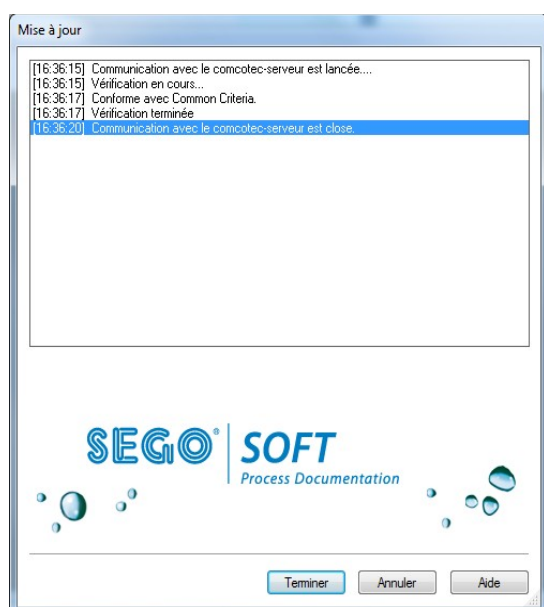 Mise à jour
[16:36:15] Communication avec le comcotec-serveur est lancée....
[16:36:15] Vérification en cours...
[16:36:17] Conforme avec Common Criteria.
[16:36:17] Vérification terminée
[16:36:20] Communication avec le comcotec-serveur est close.
SEGO® SOFT
Process Documentation
Terminer Annuler Aide